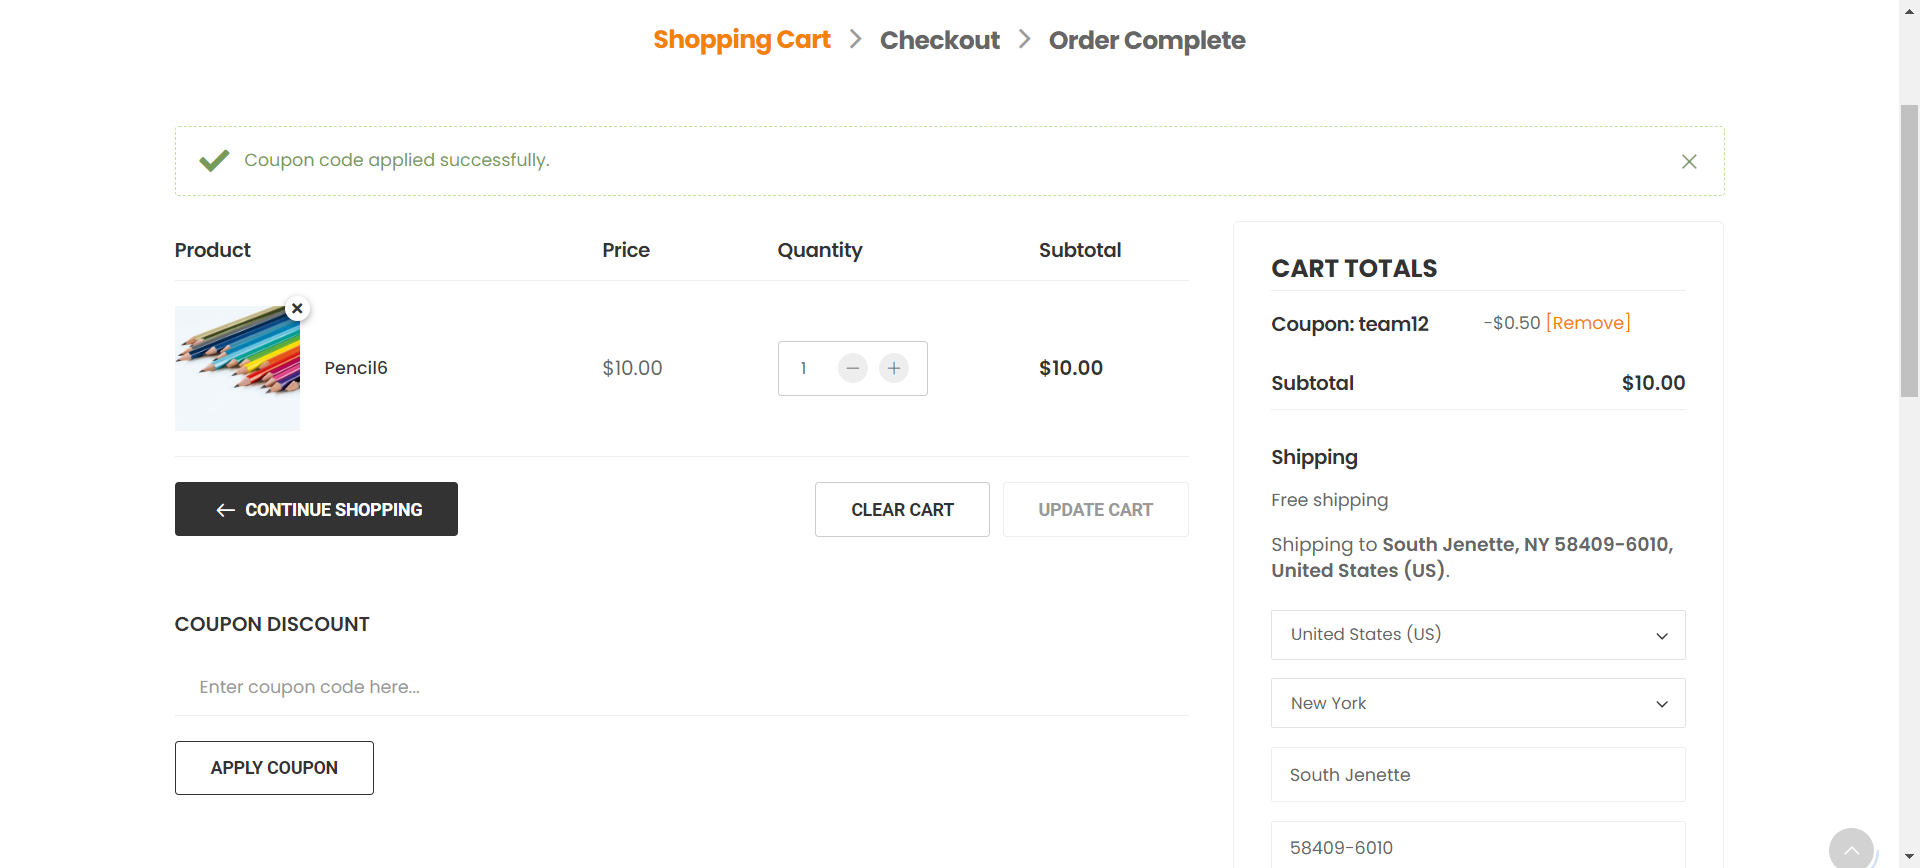 Shopping Cart > Checkout > Order Complete
Coupon code applied successfully.
Product Price Quantity Subtotal
Pencil6 $10.00 1 − + $10.00
CONTINUE SHOPPING CLEAR CART UPDATE CART
COUPON DISCOUNT
Enter coupon code here...
APPLY COUPON
CART TOTALS
Coupon: team12 -$0.50 [Remove]
Subtotal $10.00
Shipping
Free shipping
Shipping to South Jenette, NY 58409-6010,
United States (US).
United States (US)
New York
South Jenette
58409-6010